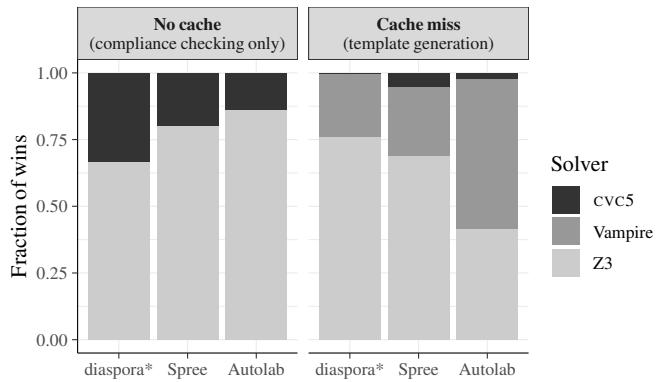 No cache
(compliance checking only)
Cache miss
(template generation)
1.00
0.75
0.50
0.25
0.00
Fraction of wins
diaspora*
Spree
Autolab
diaspora*
Spree
Autolab
Solver
CVC5
Vampire
Z3